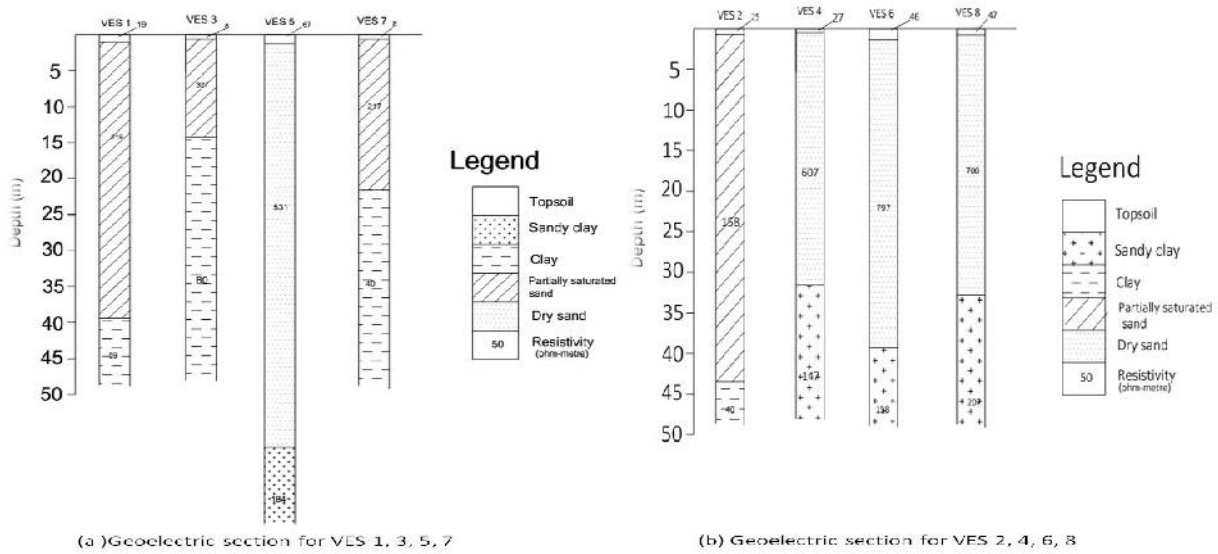 VES 1 19
VES 3 8
VES 5 67
VES 7 8
5
10
15
20
25
30
35
40
45
50
Depth (m)
531
80
40
Legend
Topsoil
Sandy clay
Clay
Partially saturated
sand
Dry sand
50 Resistivity
(ohm-metre)
(a )Geoelectric section for VES 1, 3, 5, 7
VES 2 25
VES 4 27
VES 6 46
VES 8 47
5
10
15
20
25
30
35
40
45
50
Depth (m)
158
40
607
147
797
158
207
Legend
Topsoil
Sandy clay
Clay
Partially saturated
sand
Dry sand
50 Resistivity
(ohm-metre)
(b) Geoelectric section for VES 2, 4, 6, 8